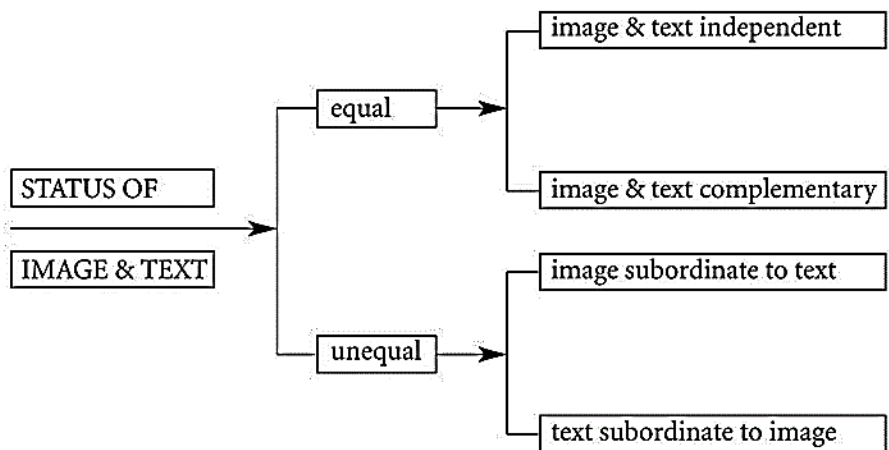 STATUS OF
IMAGE & TEXT
equal
image & text independent
image & text complementary
unequal
image subordinate to text
text subordinate to image